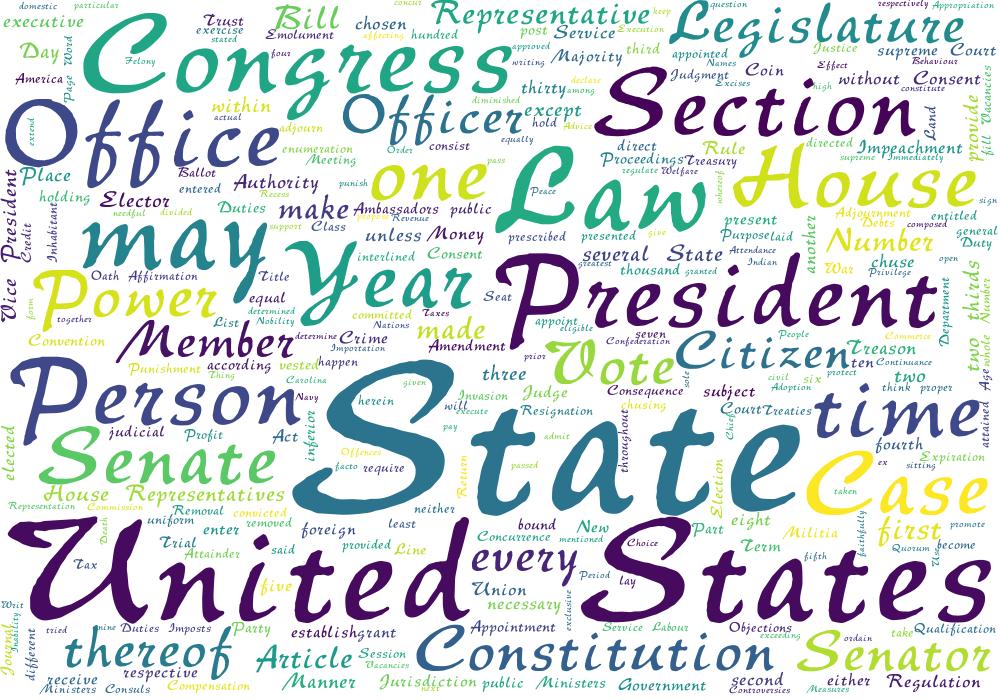 domestic
particular
concur
Representative
keep
question
respectively
Appropriation
executive
Trust
exercise
stated
Bill
chosen
post
Service
Execution
Legislature
Emolument
affecting
hundred
approved
Majority
third
appointed
Justice
supreme
Court
Day
Word
Page
four
Congress
writing
Names
Effect
Behaviour
America
Felony
thirty
among
declare
Judgment
Coin
without
Consent
Excises
high
constitute
Office
within
actual
adjourn
Officer
diminished
except
hold
Advice
Section
Land
provide
fill
Vacancies
extend
enumeration
Meeting
Order
consist
equally
direct
Proceedings
Treasury
Rule
directed
Impeachment
supreme
Immediately
Place
Ballot
entered
Authority
punish
one
pass
Law
Peace
regulate
Welfare
whereof
House
sign
holding
Elector
Recess
needful
divided
Duties
support
make
Class
Ambassadors
public
purpose
Revenue
prescribed
presented
give
present
Purpose
laid
another
Adjournment
Debts
composed
entitled
general
Duty
Vice
President
Credit
Inhabitant
may
Year
unless
Money
interlined
Consent
several
State
greatest
thousand
granted
Attendance
Indian
Number
chuse
War
Privilege
open
Oath
Affirmation
Title
equal
determined
Nobility
List
committed
Nations
Taxes
made
Seat
President
Department
two
thirds
Number
whole
Age
form
together
Power
Convention
Member
determine
Crime
Importation
Amendment
appoint
eligible
seven
Confederation
People
Commerce
prior
Vote
Citizen
Treason
ten
Continuance
Punishment
according
vested
happen
Thing
Carolina
Navy
three
Consequence
sole
subject
civil
six
protect
Adoption
two
think
proper
attained
Person
herein
given
State
will
execute
pay
Invasion
Judge
Resignation
chusing
Court
Treaties
Chief
time
fourth
elected
Senate
judicial
Profit
Act
inferior
Offences
facto
require
Return
admit
passed
throughout
Election
Case
taken
ex
sitting
Expiration
House
Representatives
Representation
Commission
Removal
convicted
neither
bound
New
Part
eight
Militia
faithfully
first
promote
uniform
enter
removed
foreign
least
Concurrence
mentioned
Choice
Term
fifth
Quorum
Use
become
Death
Trial
Attainder
said
provided
Line
every
Period
lay
Tax
United States
five
Union
necessary
exclusive
Writ
Inability
Journal
different
tried
nine
Duties
Imposts
Party
establish
grant
Appointment
Service
Labour
Objections
exceeding
ordain
take
Qualification
thereof
Article
Session
Vacancies
Constitution
Senator
receive
respective
Ministers
Consuls
Compensation
Manner
Jurisdiction
next
public
Ministers
Government
second
Controversies
may
Measures
either
Regulation